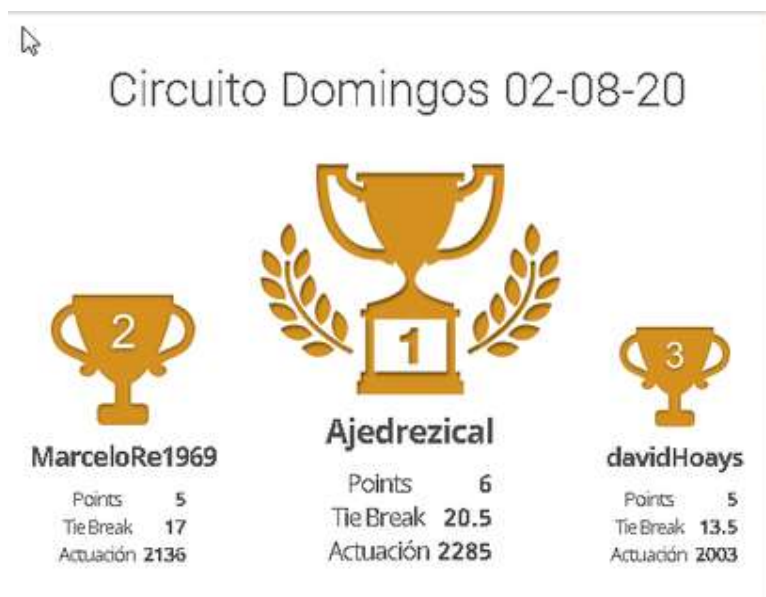 Circuito Domingos 02-08-20
2
1
3
MarceloRe1969
Points 5
Tie Break 17
Actuación 2136
Ajedrezical
Points 6
Tie Break 20.5
Actuación 2285
davidHoays
Points 5
Tie Break 13.5
Actuación 2003